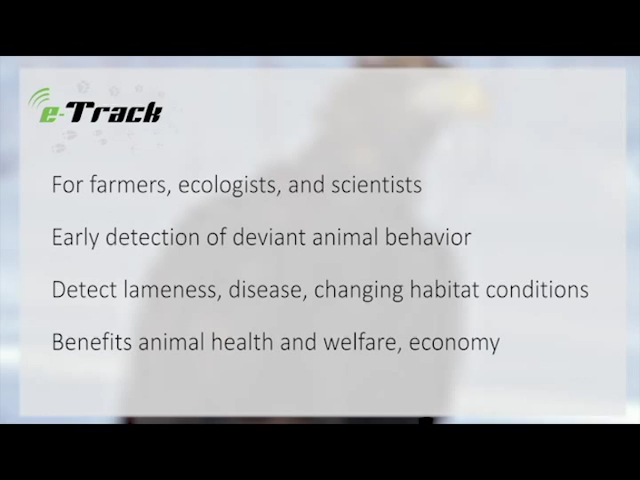 e-Track
For farmers, ecologists, and scientists
Early detection of deviant animal behavior
Detect lameness, disease, changing habitat conditions
Benefits animal health and welfare, economy